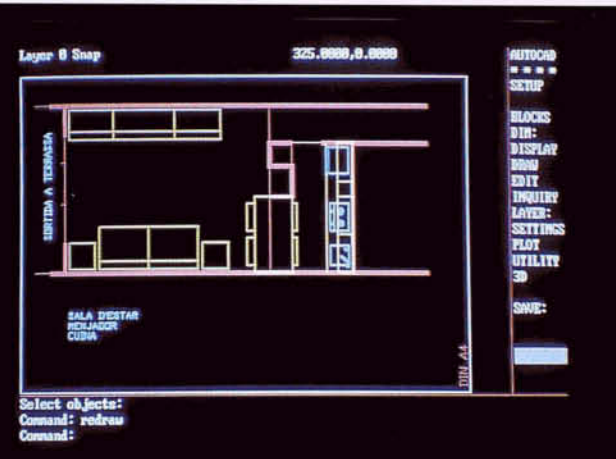 Layer 0 Snap
325.0000,0.0000
AUTOCAD
* * * *
SETUP
BLOCKS
DIM:
DISPLAY
DRAW
EDIT
INQUIRY
LAYER:
SETTINGS
PLOT
UTILITY
3D
SAVE:
SORTIDA A TERRASSA
SALA D'ESTAR
MENJADOR
CUINA
DIN A4
Select objects:
Command: redraw
Command: